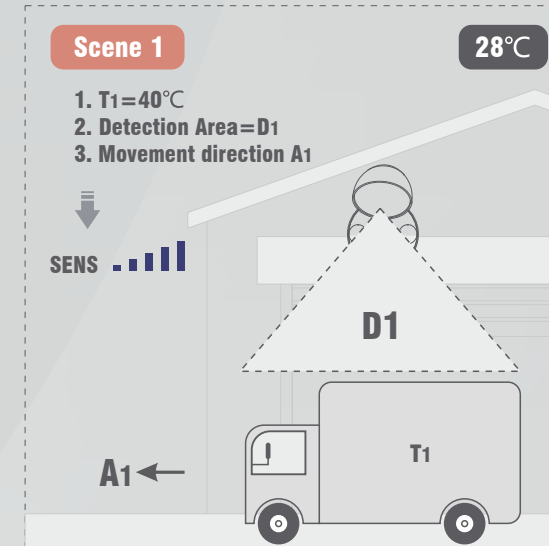 Scene 1
28℃
1. T1=40℃
2. Detection Area=D1
3. Movement direction A1
SENS
D1
T1
A1